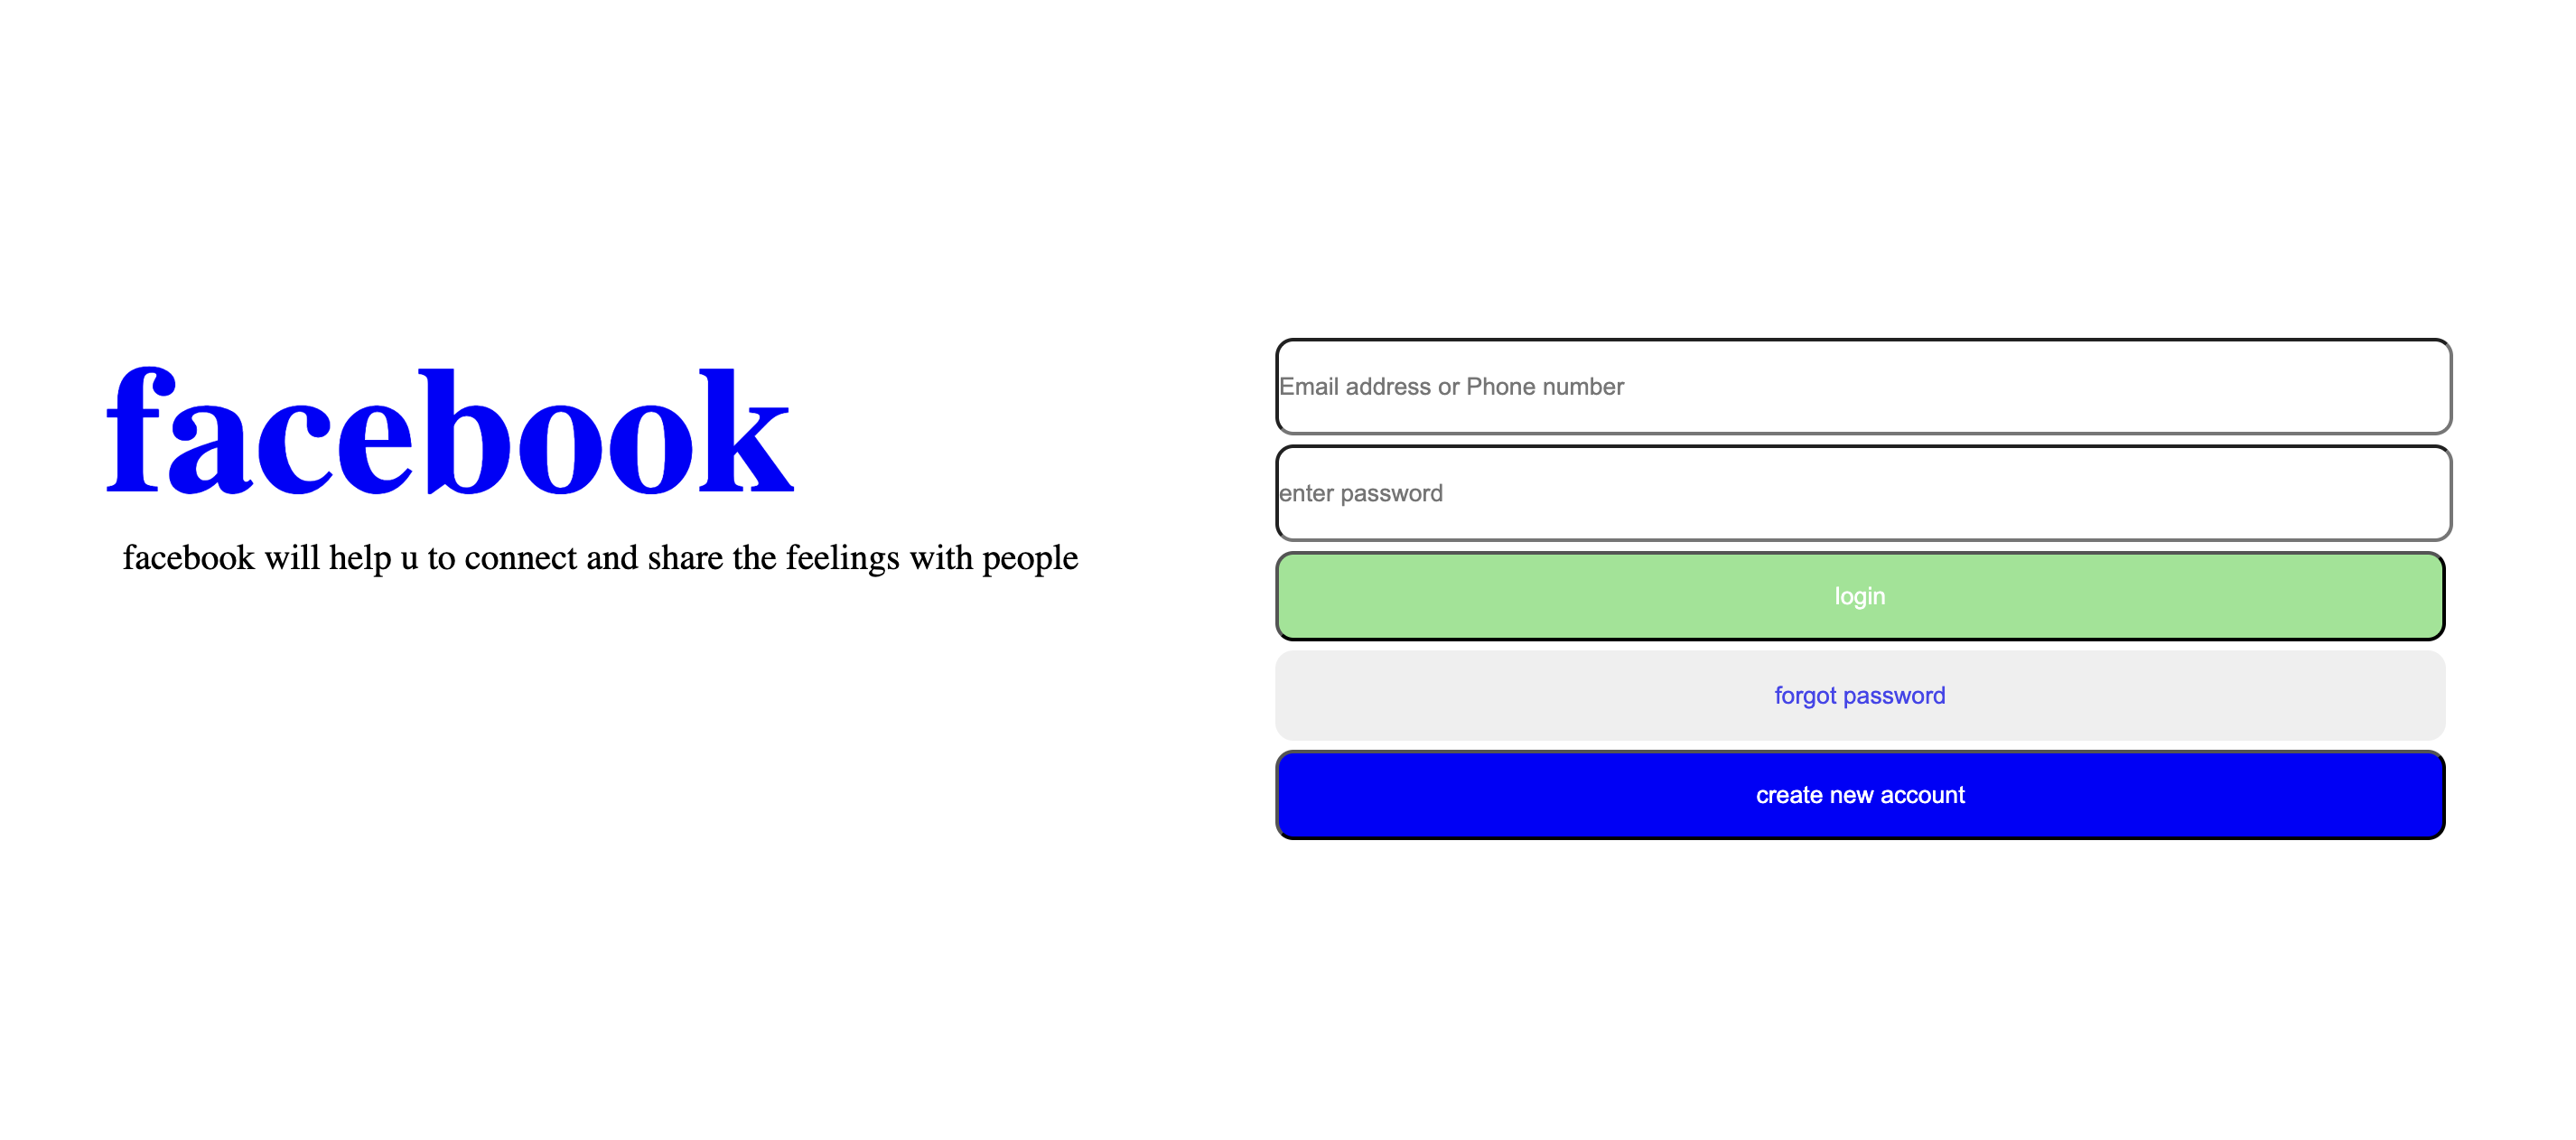 facebook
facebook will help u to connect and share the feelings with people
Email address or Phone number
enter password
login
forgot password
create new account